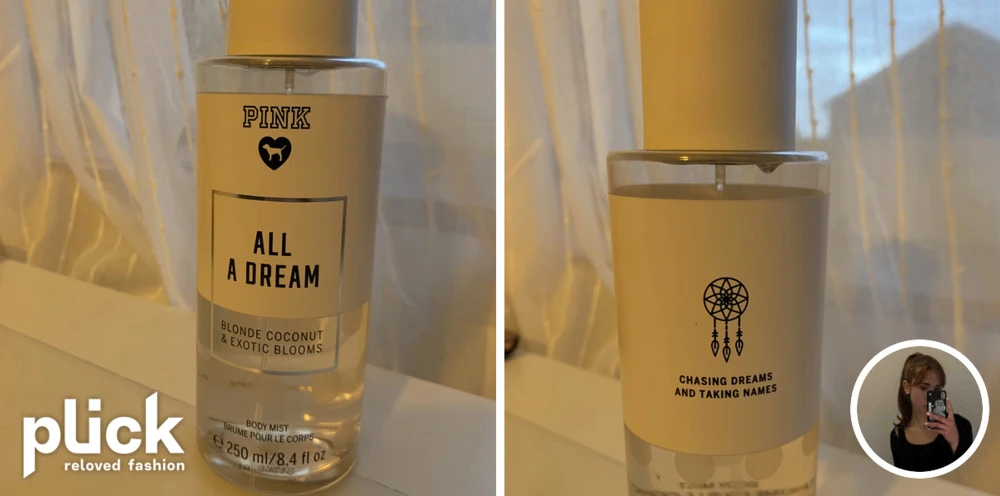 PINK
ALL
A DREAM
BLONDE COCONUT
& EXOTIC BLOOMS
BODY MIST
BRUME POUR LE CORPS
℮ 250 ml/8.4 fl oz
plick
reloved fashion
CHASING DREAMS
AND TAKING NAMES